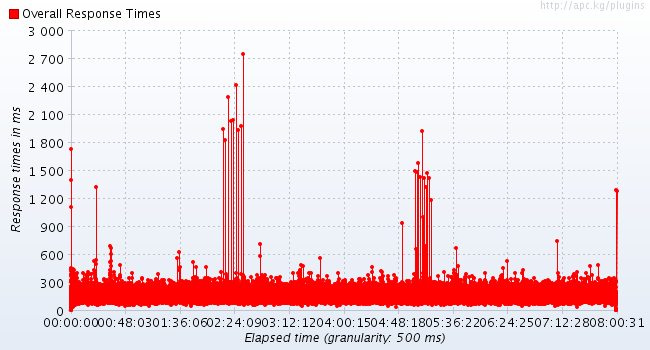 http://apc.kg/plugins
Overall Response Times
3 000
2 700
2 400
2 100
1 800
1 500
1 200
900
600
300
0
Response times in ms
00:00:00 00:48:03 01:36:06 02:24:09 03:12:12 04:00:15 04:48:18 05:36:22 06:24:25 07:12:28 08:00:31
Elapsed time (granularity: 500 ms)